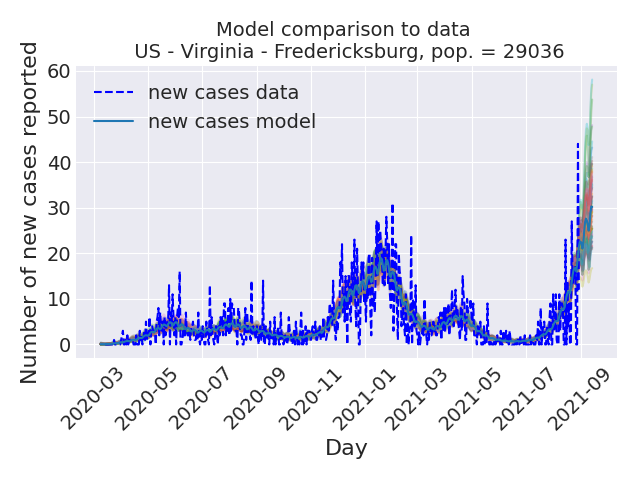 Model comparison to data
US - Virginia - Fredericksburg, pop. = 29036
Number of new cases reported
60
50
40
30
20
10
0
new cases data
new cases model
2020-03
2020-05
2020-07
2020-09
2020-11
2021-01
2021-03
2021-05
2021-07
2021-09
Day